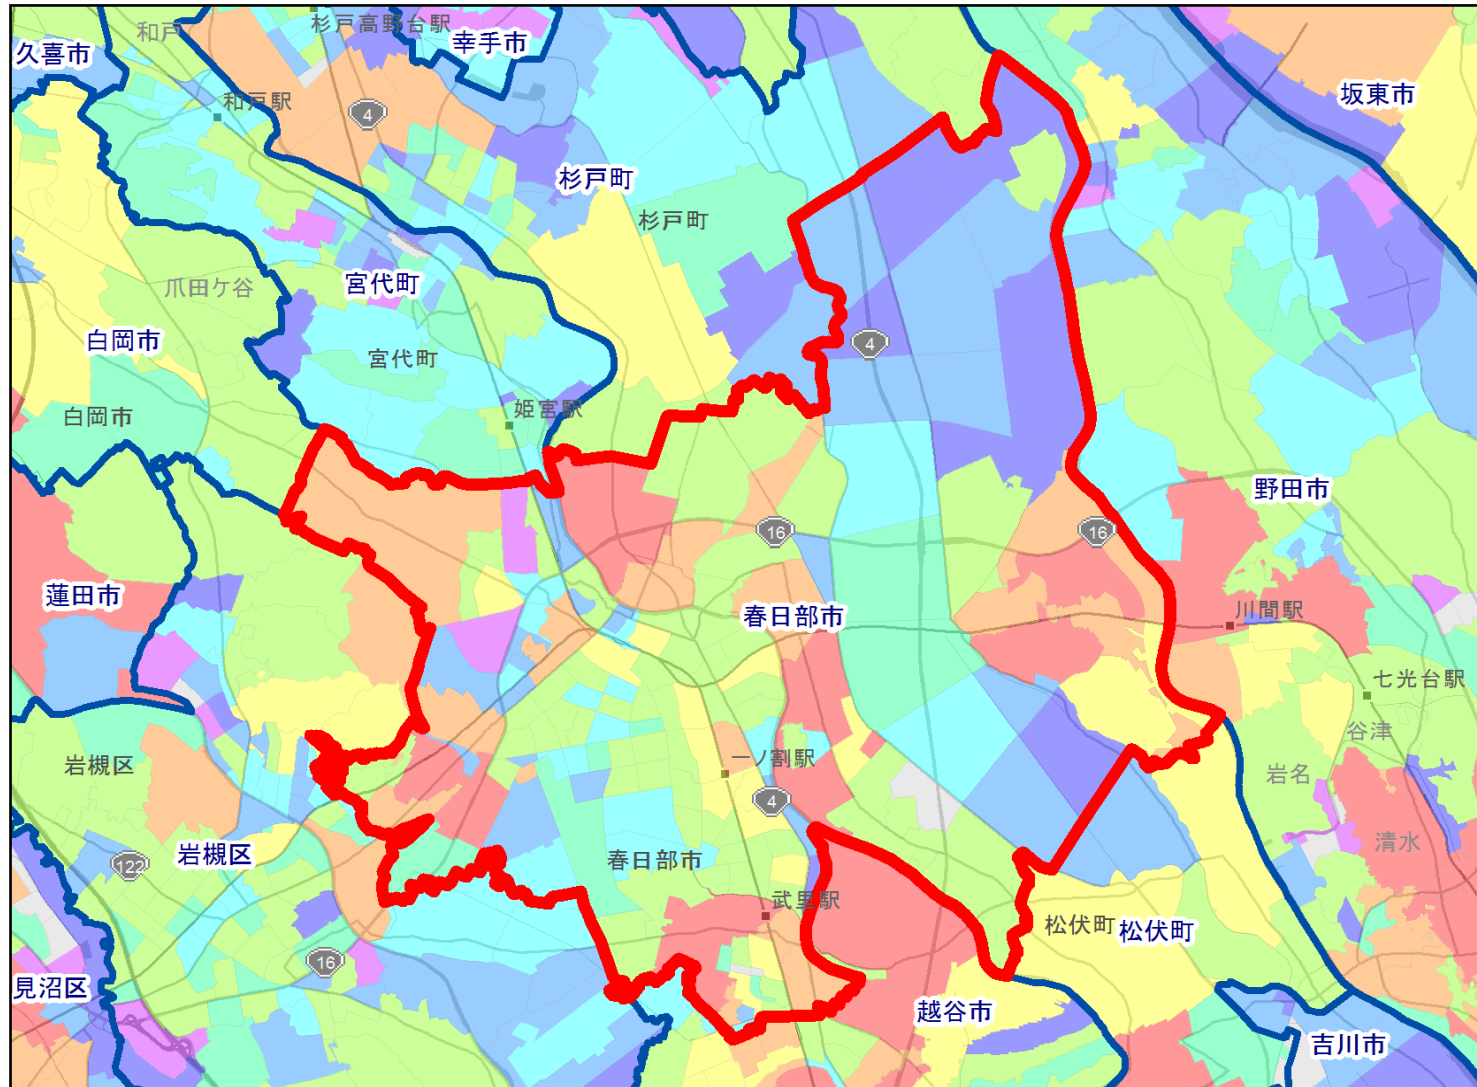 和戸
杉戸高野台駅
幸手市
久喜市
和戸駅
4
坂東市
杉戸町
杉戸町
爪田ケ谷
宮代町
白岡市
宮代町
4
白岡市
姫宮駅
野田市
16
16
蓮田市
川間駅
春日部市
七光台駅
谷津
一ノ割駅
岩槻区
岩名
4
清水
岩槻区
122
春日部市
武里駅
松伏町
松伏町
16
見沼区
越谷市
吉川市